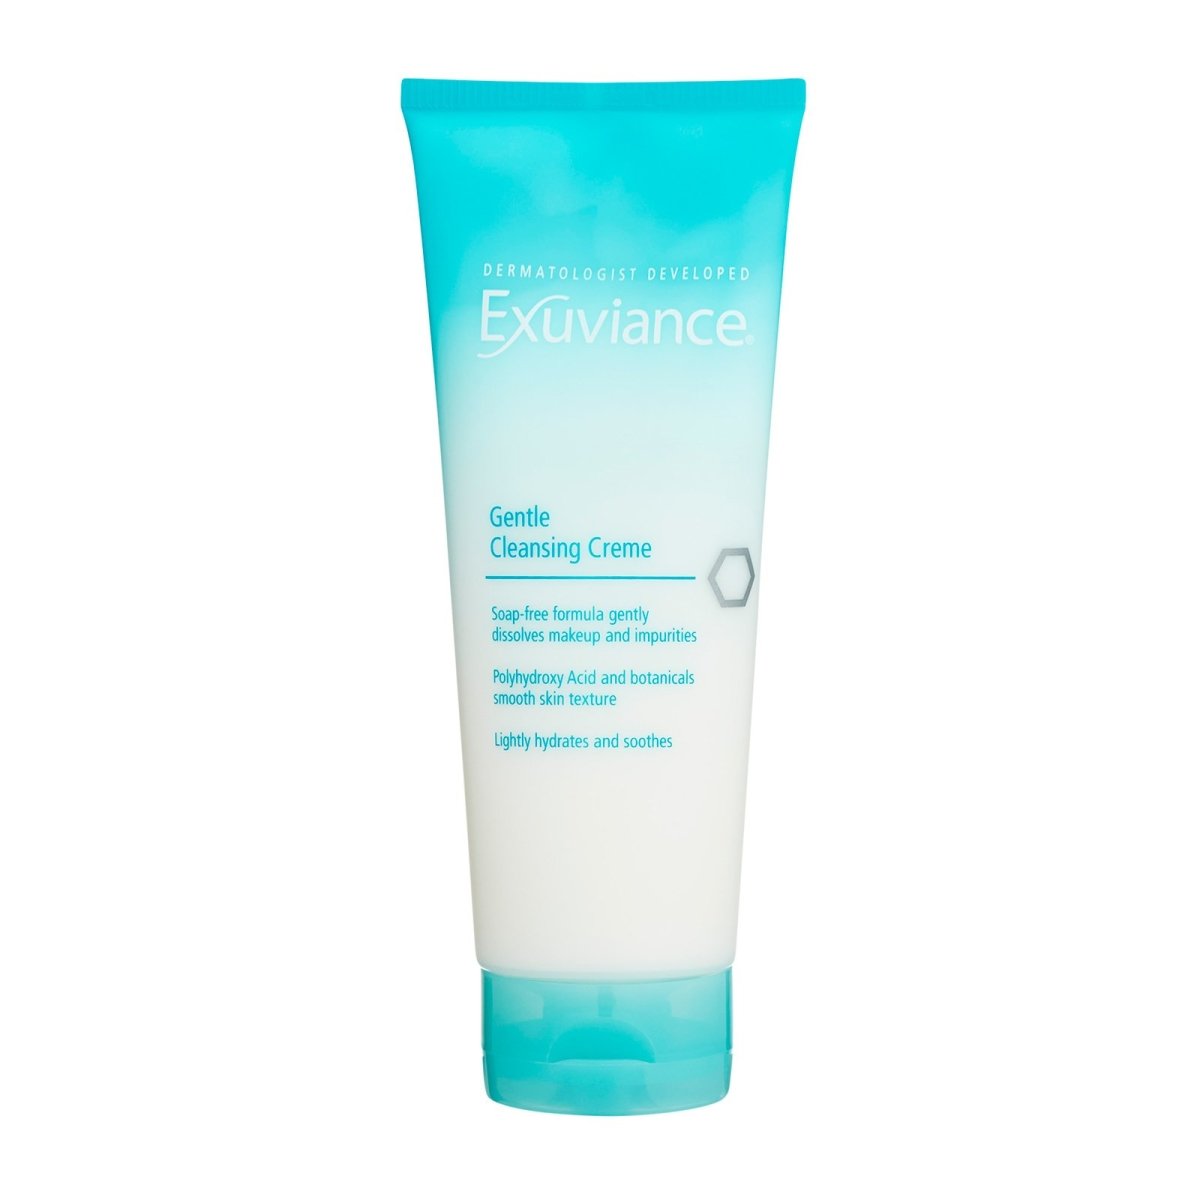 DERMATOLOGIST DEVELOPED
Exuviance®
Gentle
Cleansing Creme
Soap-free formula gently
dissolves makeup and impurities
Polyhydroxy Acid and botanicals
smooth skin texture
Lightly hydrates and soothes